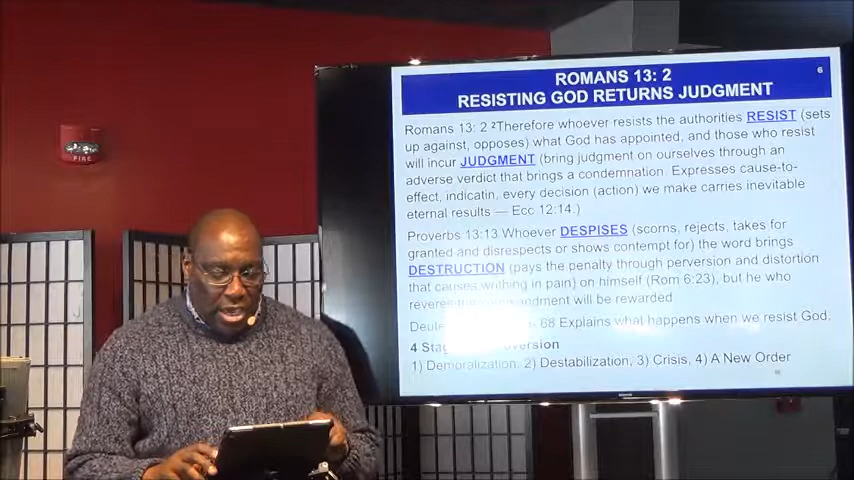 ROMANS 13: 2
6
RESISTING GOD RETURNS JUDGMENT
Romans 13: 2 ²Therefore whoever resists the authorities RESIST (sets
up against, opposes) what God has appointed, and those who resist
will incur JUDGMENT (bring judgment on ourselves through an
adverse verdict that brings a condemnation. Expresses cause-to-
effect, indicatin, every decision (action) we make carries inevitable
eternal results — Ecc 12:14.)
Proverbs 13:13 Whoever DESPISES (scorns, rejects, takes for
granted and disrespects or shows contempt for) the word brings
DESTRUCTION (pays the penalty through perversion and distortion
that causes writhing in pain) on himself (Rom 6:23), but he who
will be rewarded
68 Explains what happens when we resist God.
4
1) Demoralization, 2) Destabilization, 3) Crisis, 4) A New Order
FIRE